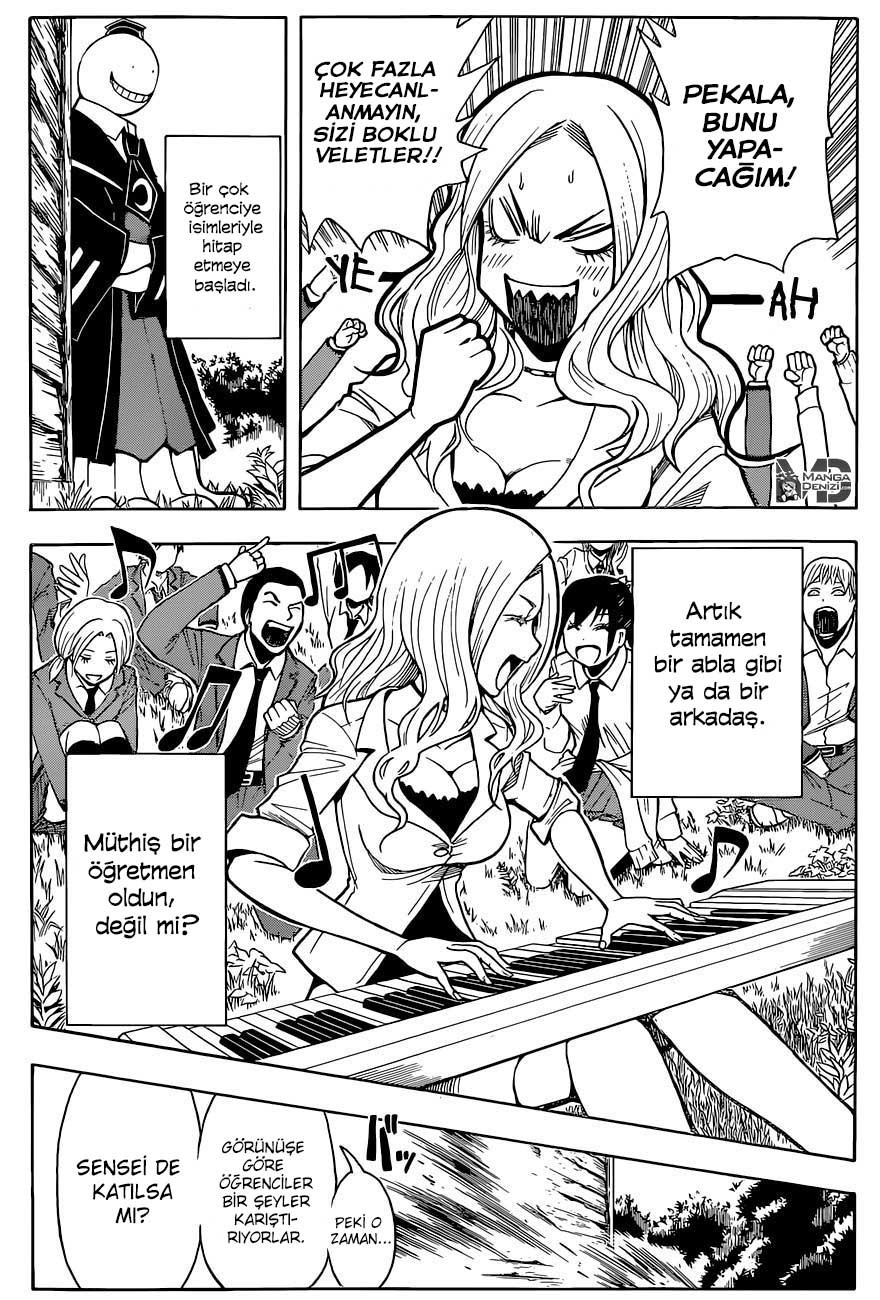 PEKALA,
BUNU
YAPA-
CAĞIM!
ÇOK FAZLA
HEYECANL-
ANMAYIN,
SİZİ BOKLU
VELETLER!!
YE
AH
Bir çok
öğrenciye
isimleriyle
hitap
etmeye
başladı.
MANGA
DENİZİ
Artık
tamamen
bir abla gibi
ya da bir
arkadaş.
Müthiş bir
öğretmen
oldun,
değil mi?
バッ
PEKİ O
ZAMAN...
GÖRÜNÜŞE
GÖRE
ÖĞRENCİLER
BİR ŞEYLER
KARIŞTI-
RIYORLAR.
SENSEİ DE
KATILSA
MI?